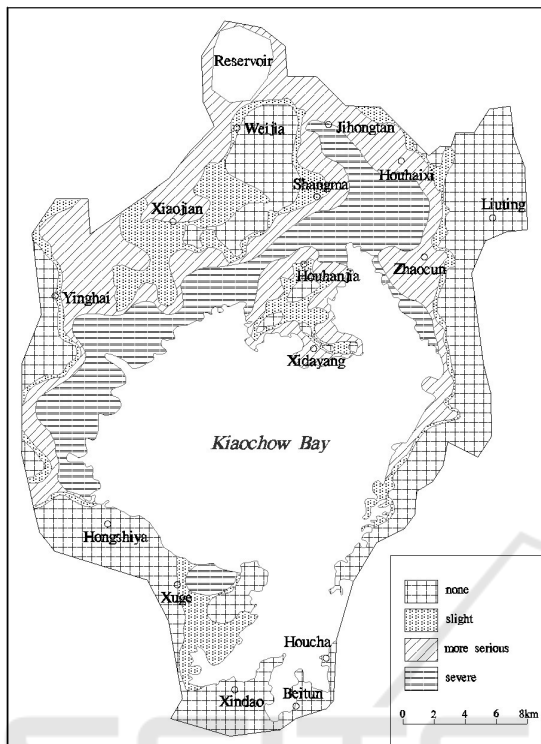 Reservoir
Weijia
Jihongtan
Houhaixi
Shangma
Liuting
Xiaojian
Zhaocun
Houhanjia
Yinghai
Xidayang
Kiaochow Bay
Hongshiya
Xuge
Houcha
Xindao
Beitun
none
slight
more serious
severe
0 2 4 6 8km